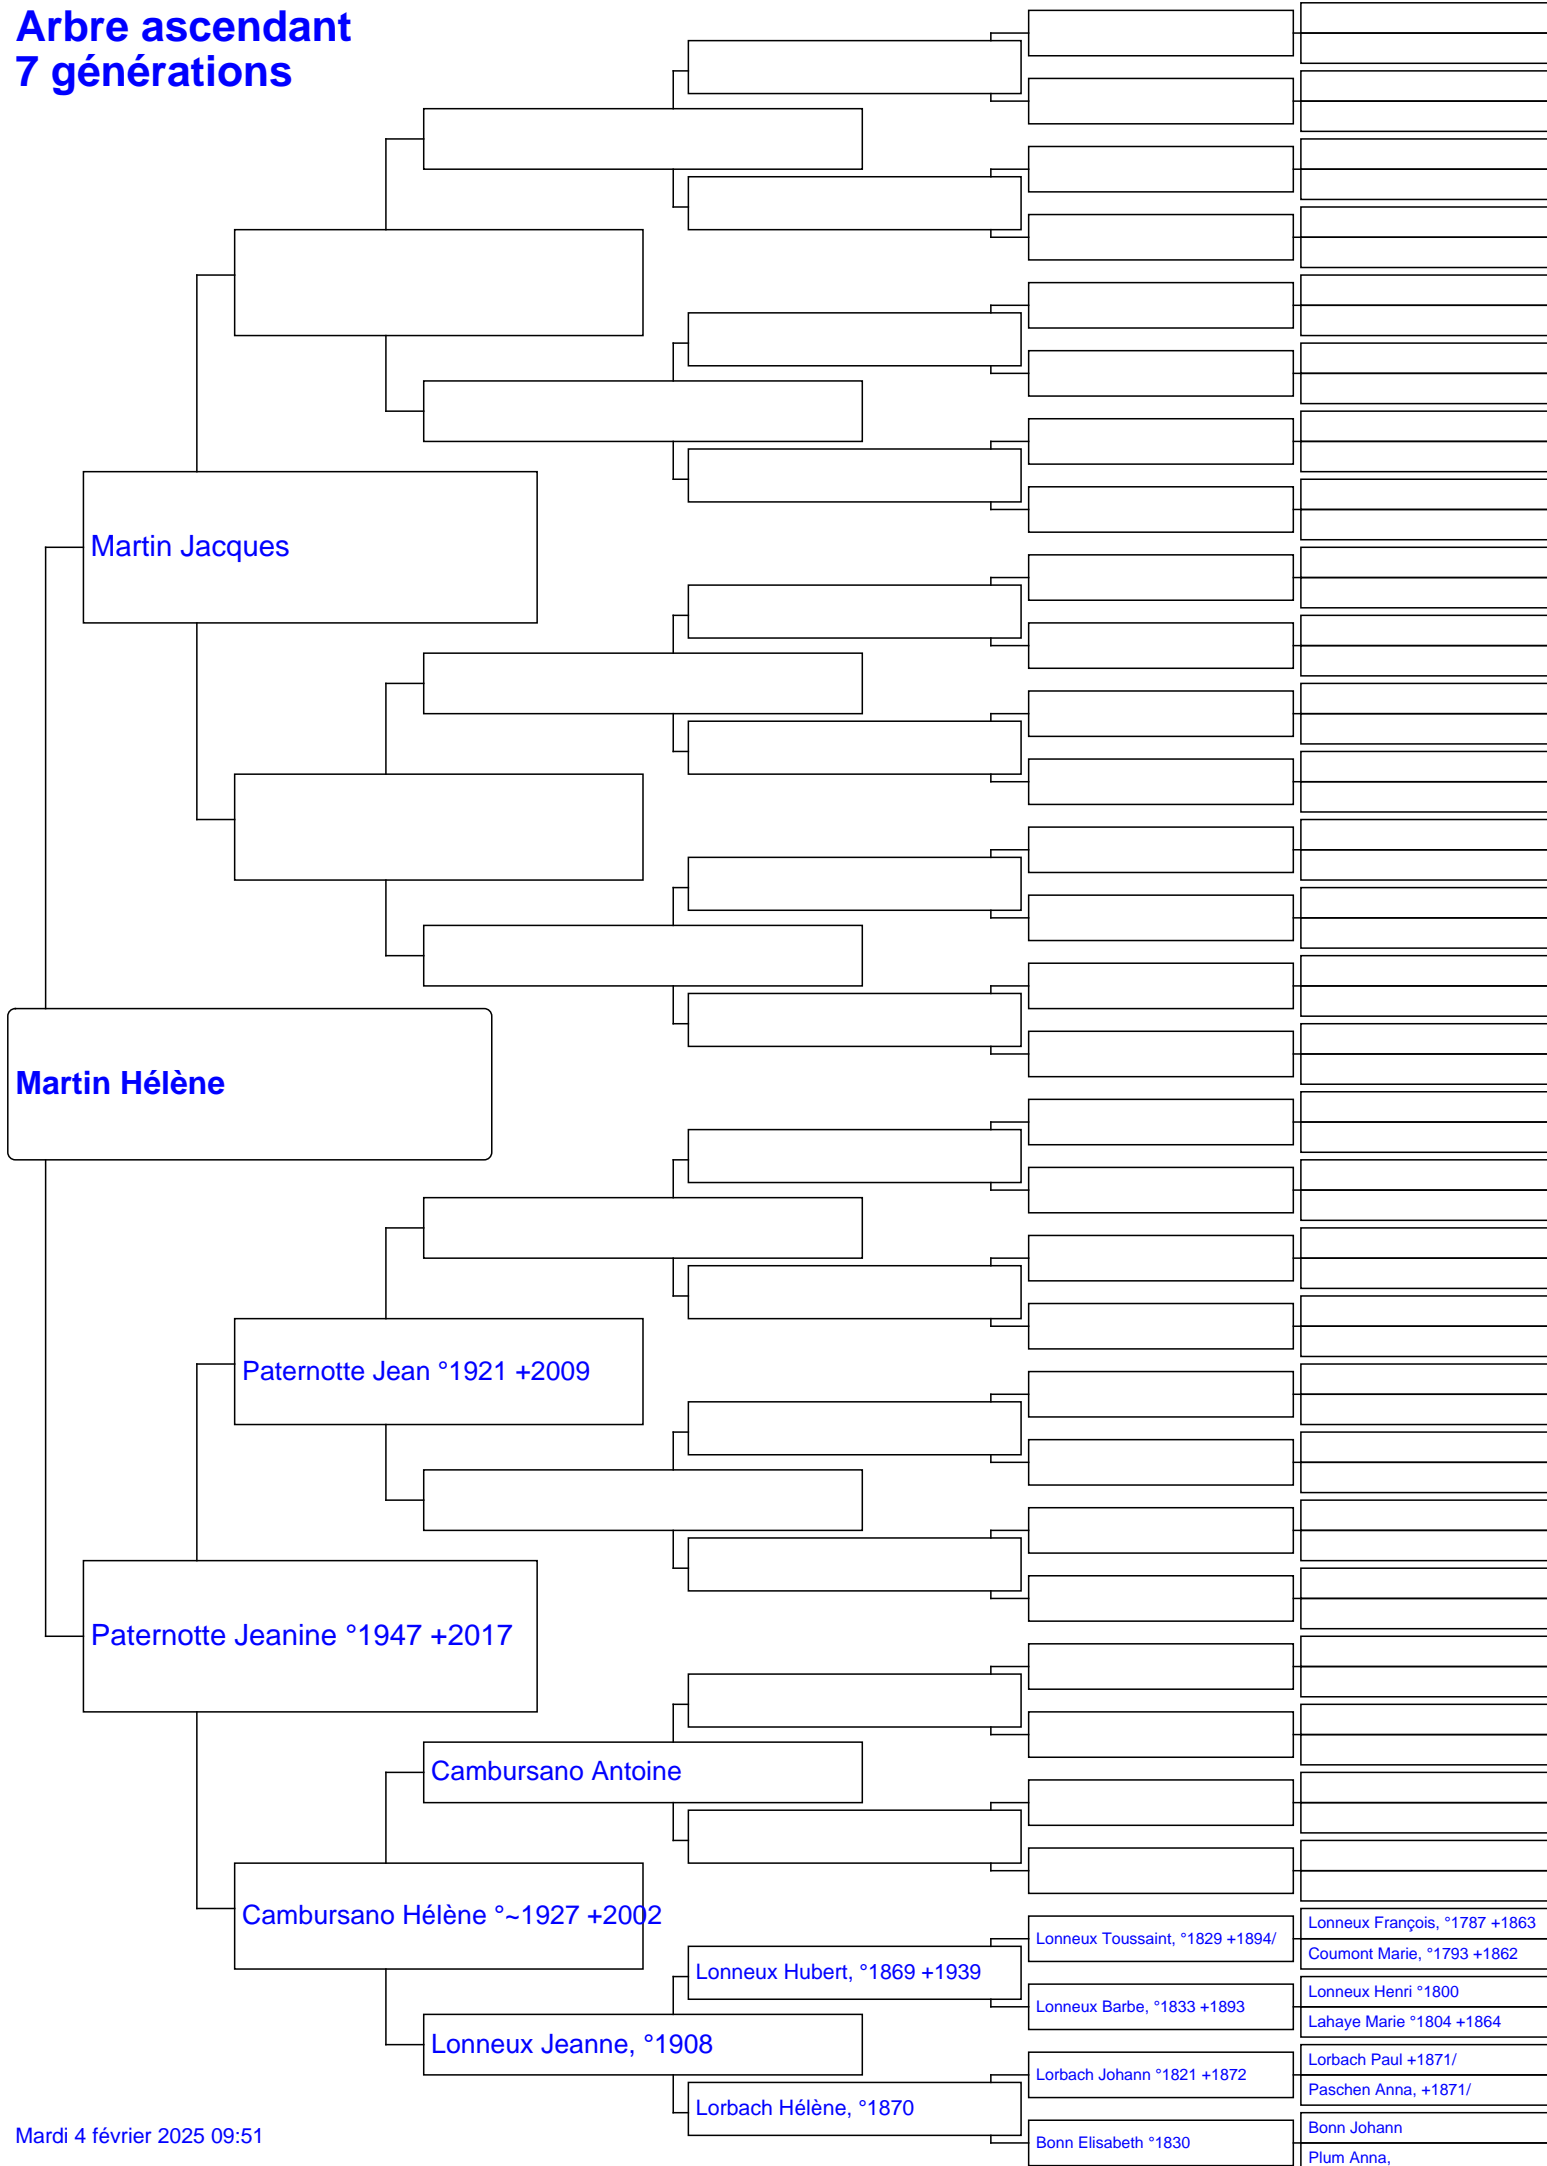 Arbre ascendant
7 générations
Martin Jacques
Martin Hélène
Paternotte Jean °1921 +2009
Paternotte Jeanine °1947 +2017
Cambursano Antoine
Cambursano Hélène °~1927 +2002
Lonneux François, °1787 +1863
Lonneux Toussaint, °1829 +1894/
Coumont Marie, °1793 +1862
Lonneux Hubert, °1869 +1939
Lonneux Henri °1800
Lonneux Barbe, °1833 +1893
Lahaye Marie °1804 +1864
Lonneux Jeanne, °1908
Lorbach Paul +1871/
Lorbach Johann °1821 +1872
Paschen Anna, +1871/
Lorbach Hélène, °1870
Bonn Johann
Bonn Elisabeth °1830
Plum Anna,
Mardi 4 février 2025 09:51